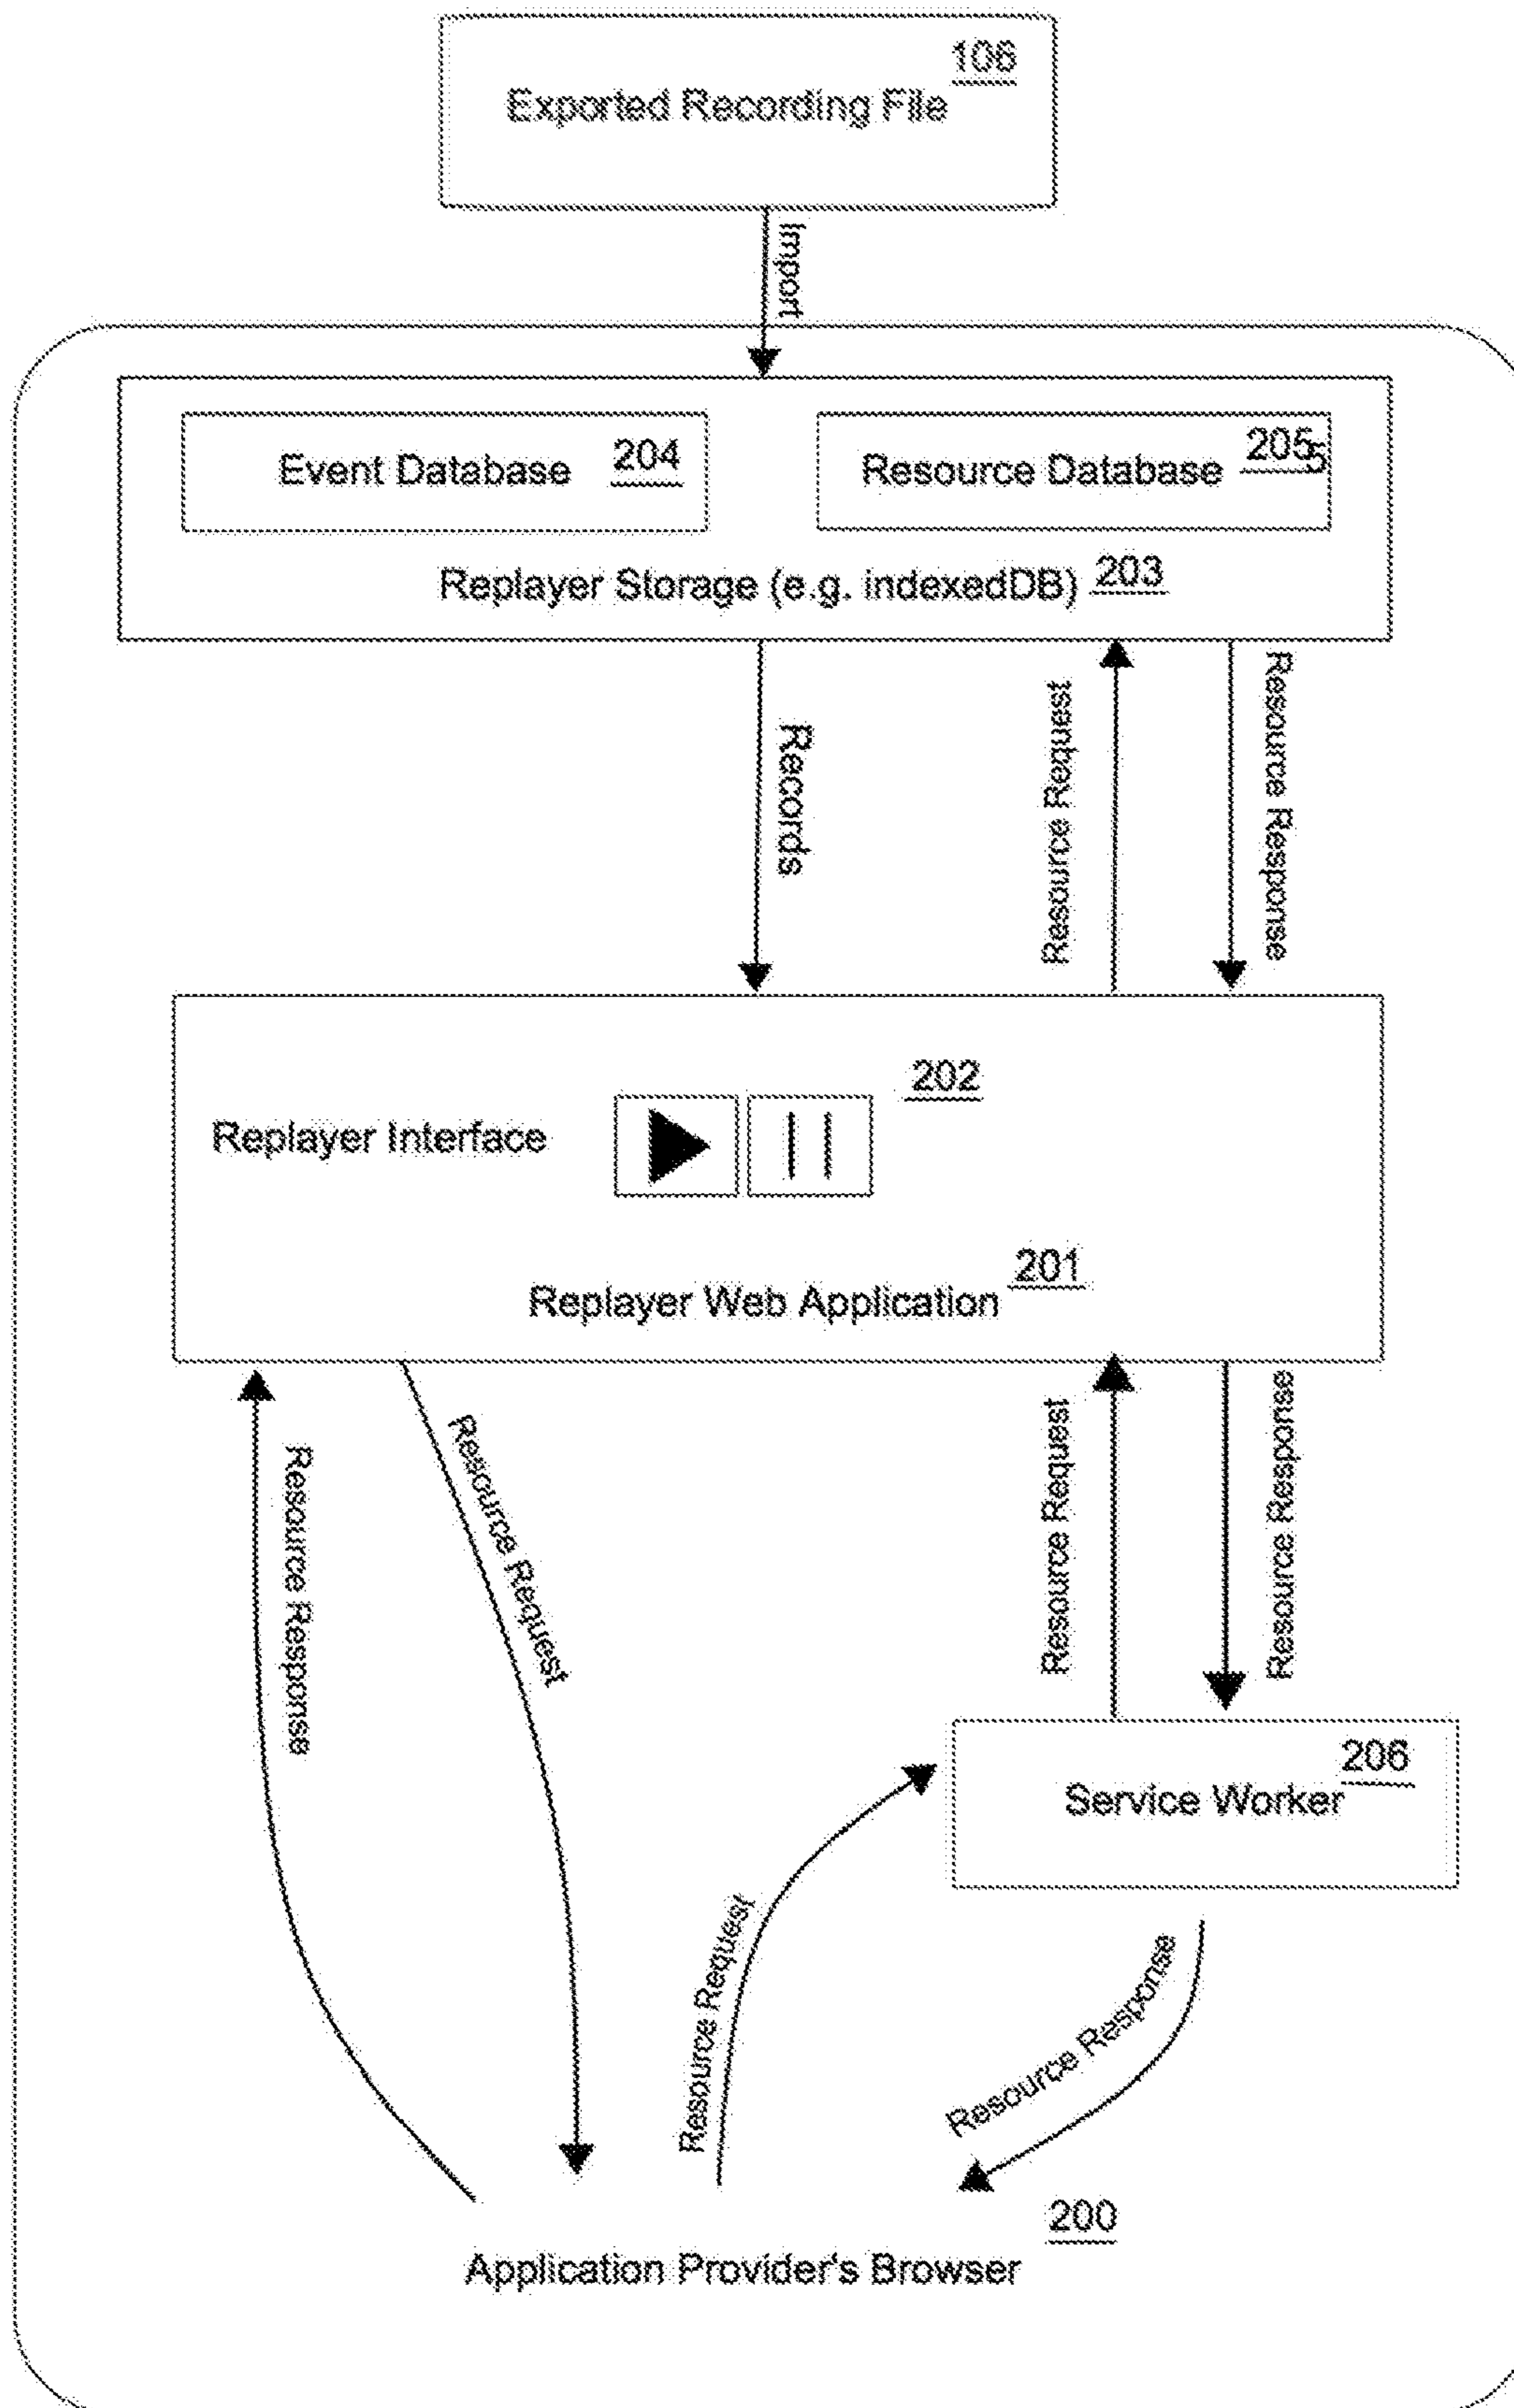 106
Exported Recording File
Import
Event Database 204
Resource Database 205
5
Replayer Storage (e.g. indexedDB) 203
Records
Resource Request
Resource Response
202
Replayer Interface
201
Replayer Web Application
Resource Response
Resource Request
Resource Request
Resource Response
206
Service Worker
Resource Request
Resource Response
200
Application Provider's Browser